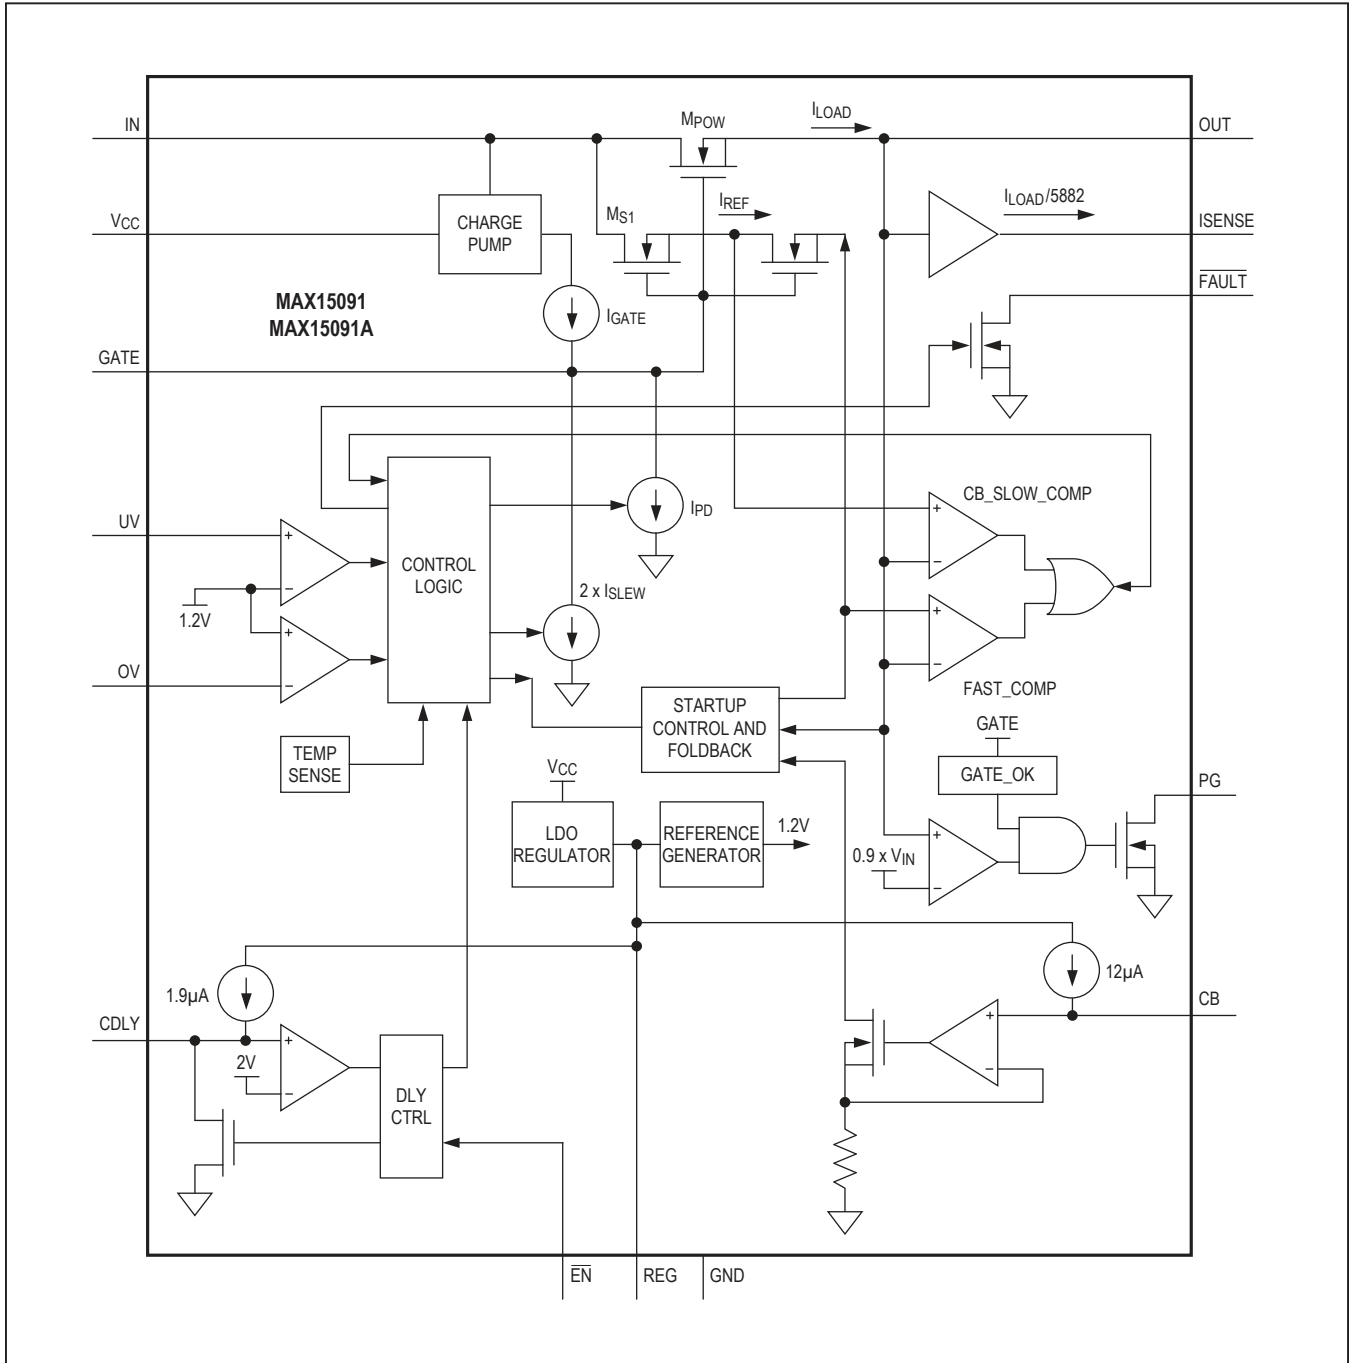 IN
MPOW
ILOAD
OUT
VCC
CHARGE
PUMP
MS1
IREF
ILOAD/5882
ISENSE
FAULT
MAX15091
MAX15091A
IGATE
GATE
CB_SLOW_COMP
UV
+
−
1.2V
+
−
OV
CONTROL
LOGIC
IPD
2 x ISLEW
+
−
+
−
FAST_COMP
TEMP
SENSE
STARTUP
CONTROL AND
FOLDBACK
GATE
GATE_OK
PG
VCC
LDO
REGULATOR
REFERENCE
GENERATOR
1.2V
0.9 x VIN
+
−
1.9µA
12µA
CDLY
+
−
2V
DLY
CTRL
CB
+
−
EN
REG
GND